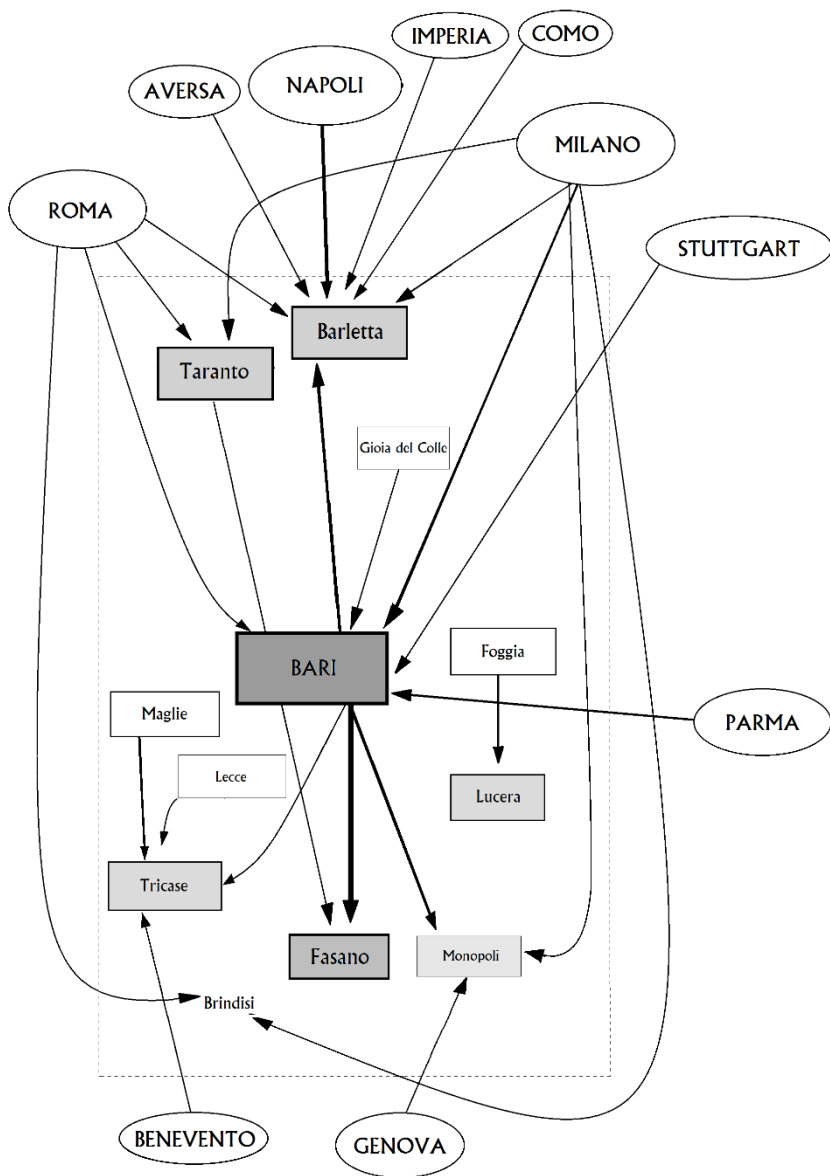 IMPERIA
COMO
AVERSA
NAPOLI
MILANO
ROMA
STUTTGART
Barletta
Taranto
Gioia del Colle
BARI
Foggia
Maglie
PARMA
Lecce
Lucera
Tricase
Fasano
Monopoli
Brindisi
BENEVENTO
GENOVA